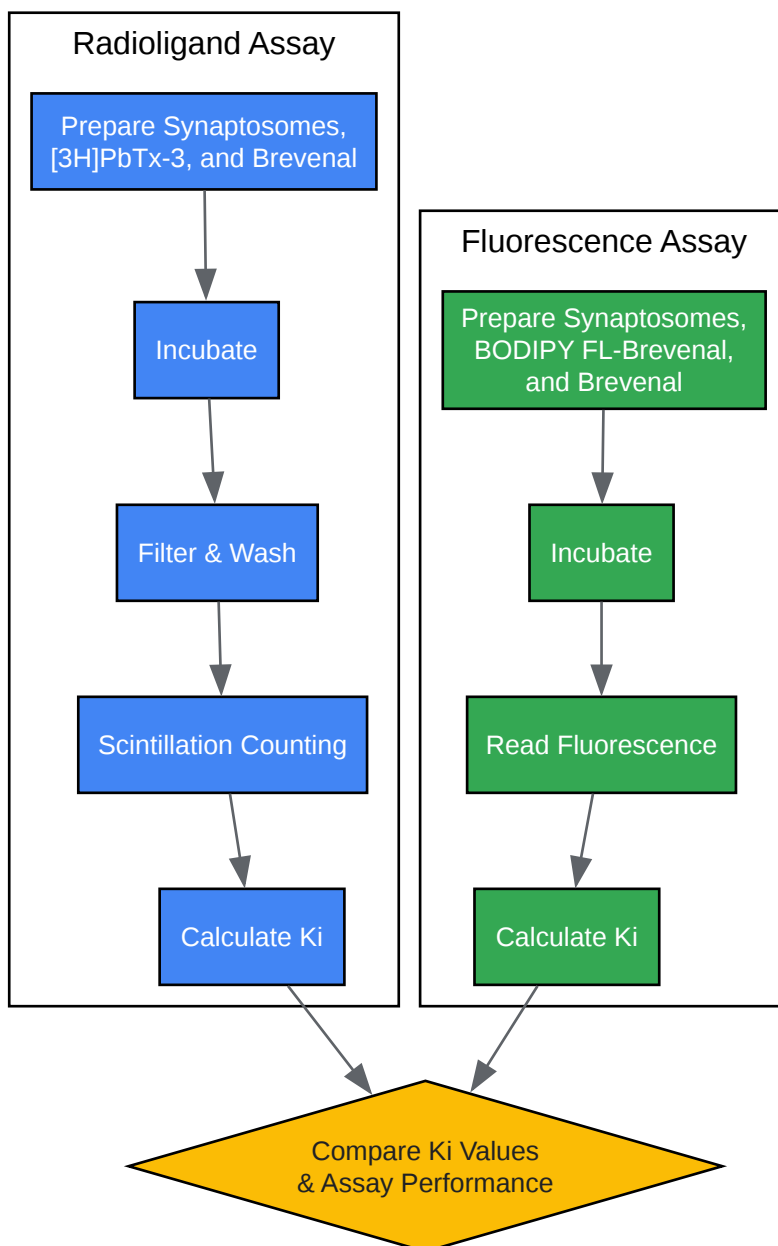 Radioligand Assay
Prepare Synaptosomes,
[3H]PbTx-3, and Brevenal
Incubate
Filter & Wash
Scintillation Counting
Calculate Ki
Fluorescence Assay
Prepare Synaptosomes,
BODIPY FL-Brevenal,
and Brevenal
Incubate
Read Fluorescence
Calculate Ki
Compare Ki Values
& Assay Performance